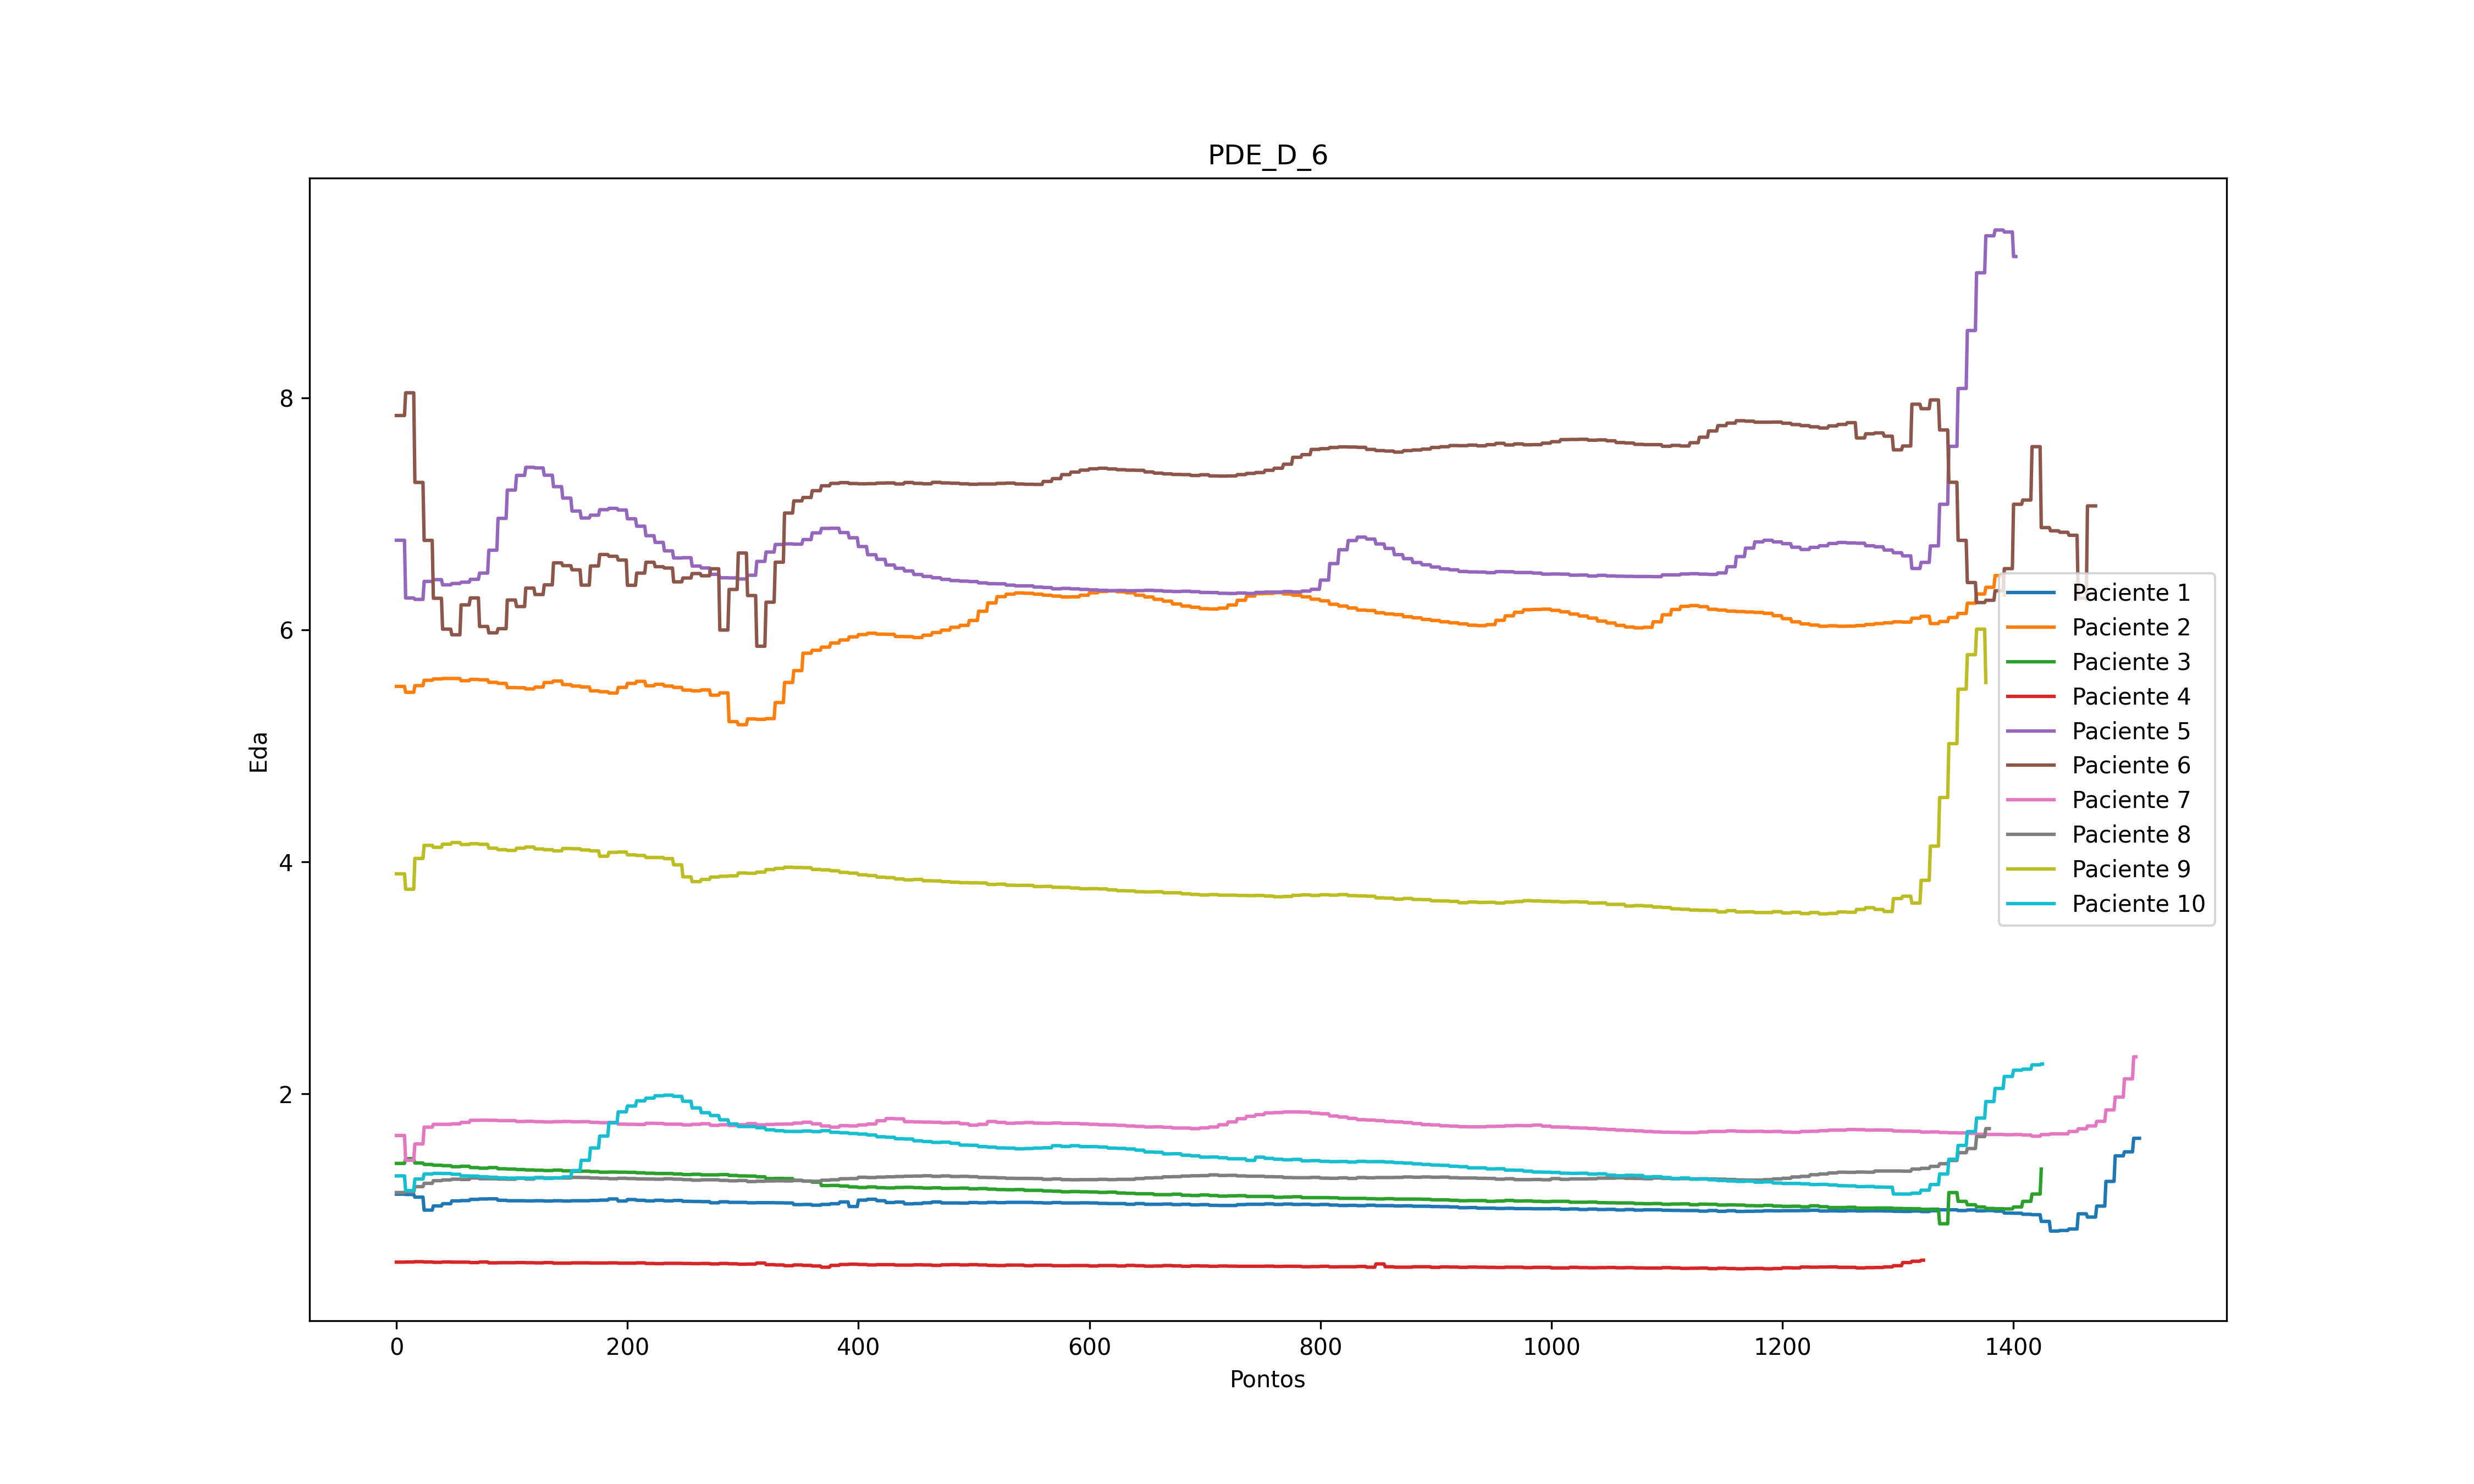 PDE_D_6
Eda
8
6
4
2
0 200 400 600 800 1000 1200 1400
Pontos
Paciente 1
Paciente 2
Paciente 3
Paciente 4
Paciente 5
Paciente 6
Paciente 7
Paciente 8
Paciente 9
Paciente 10